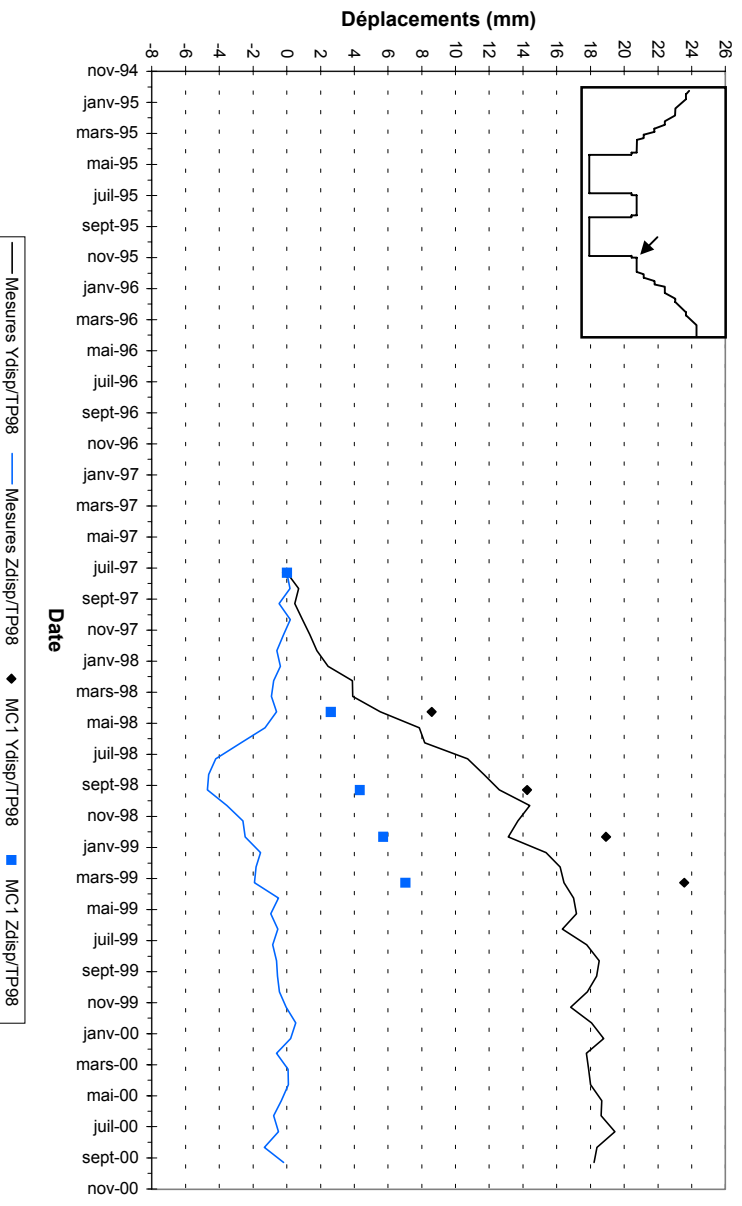 Déplacements (mm)
-8
-6
-4
-2
0
2
4
6
8
10
12
14
16
18
20
22
24
26
nov-94
janv-95
mars-95
mai-95
juil-95
sept-95
nov-95
janv-96
mars-96
mai-96
juil-96
sept-96
nov-96
janv-97
mars-97
mai-97
juil-97
sept-97
nov-97
janv-98
mars-98
mai-98
juil-98
sept-98
nov-98
janv-99
mars-99
mai-99
juil-99
sept-99
nov-99
janv-00
mars-00
mai-00
juil-00
sept-00
nov-00
Date
Mesures Ydisp/TP98 Mesures Zdisp/TP98 MC1 Ydisp/TP98 MC1 Zdisp/TP98